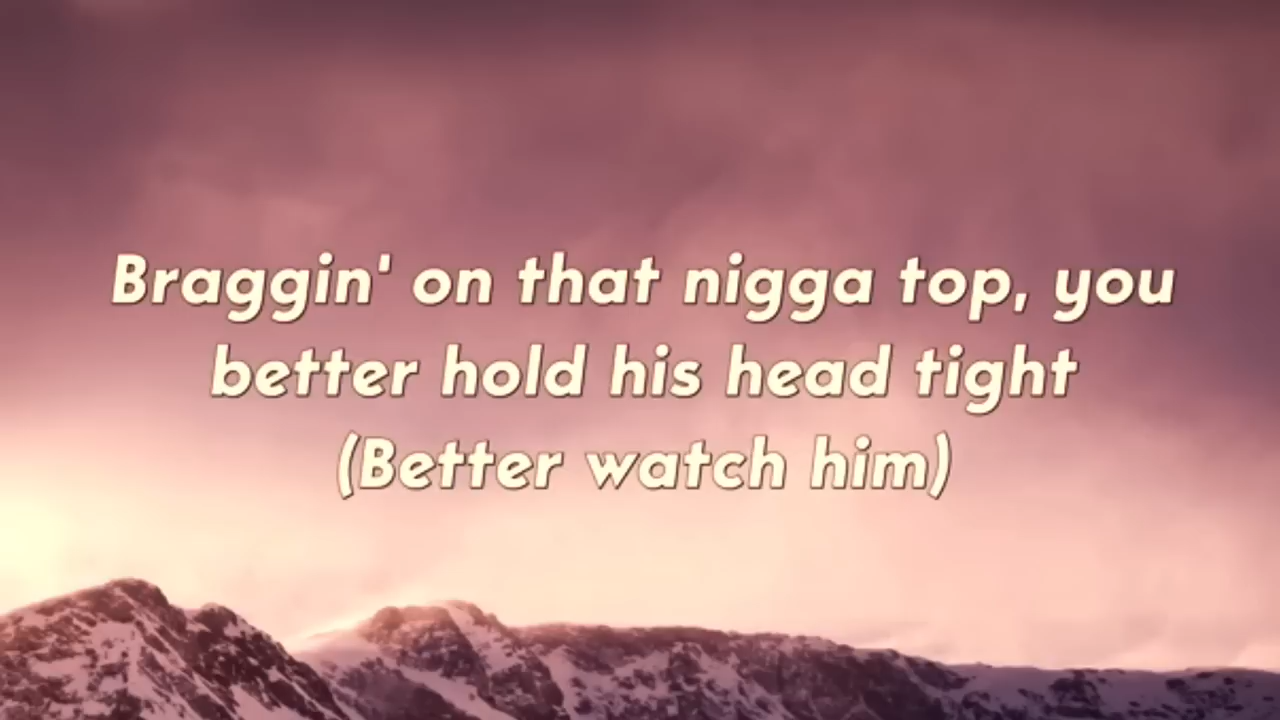 Braggin' on that nigga top, you
better hold his head tight
(Better watch him)